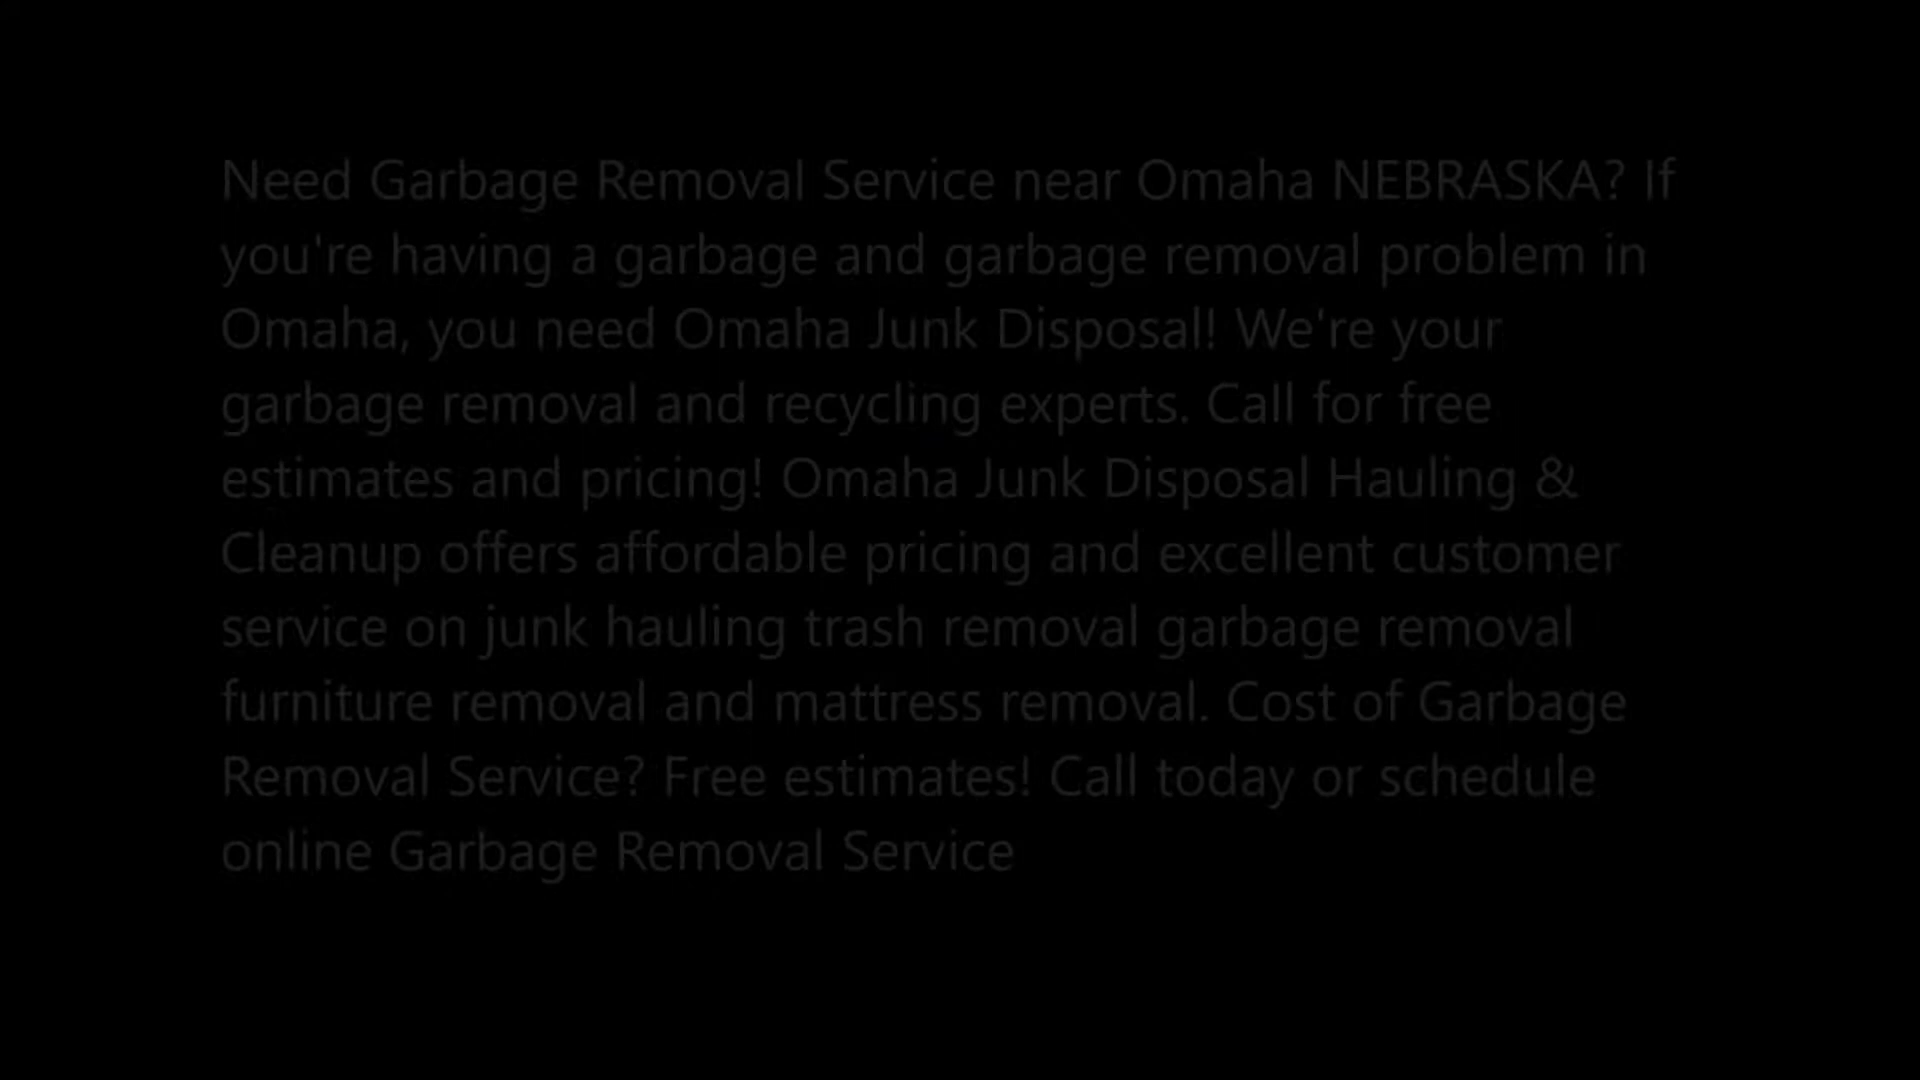 Need Garbage Removal Service near Omaha NEBRASKA? If
you're having a garbage and garbage removal problem in
Omaha, you need Omaha Junk Disposal! We're your
garbage removal and recycling experts. Call for free
estimates and pricing! Omaha Junk Disposal Hauling &
Cleanup offers affordable pricing and excellent customer
service on junk hauling trash removal garbage removal
furniture removal and mattress removal. Cost of Garbage
Removal Service? Free estimates! Call today or schedule
online Garbage Removal Service